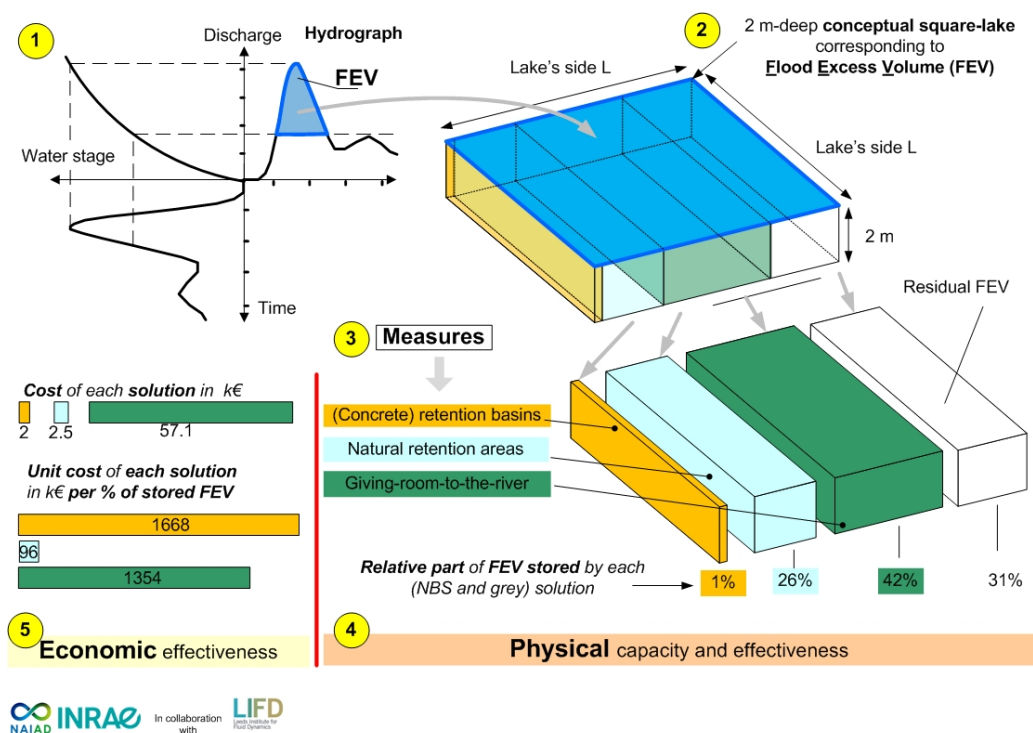 1
Discharge
Hydrograph
FEV
Water stage
Time
2
2 m-deep conceptual square-lake
corresponding to
Flood Excess Volume (FEV)
Lake's side L
Lake's side L
2 m
Residual FEV
3
Measures
(Concrete) retention basins
Natural retention areas
Giving-room-to-the-river
Relative part of FEV stored by each
(NBS and grey) solution
1%
26%
42%
31%
Cost of each solution in k€
2
2.5
57.1
Unit cost of each solution
in k€ per % of stored FEV
1668
96
1354
5
Economic effectiveness
4
Physical capacity and effectiveness
NAIAD
INRAE
In collaboration
with
LIFD
Leeds Institute for
Fluid Dynamics